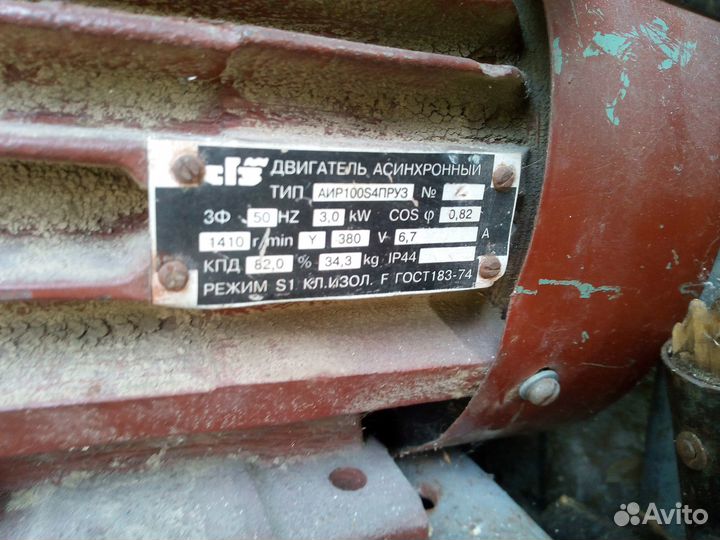 ДВИГАТЕЛЬ АСИНХРОННЫЙ
ТИП АИР100S4ПРУ3 №
3Ф 50 HZ 3,0 kW COS φ 0,82
1410 r/min Y 380 V 6,7 A
КПД 82,0 % 34,3 kg IP44
РЕЖИМ S1 КЛ.ИЗОЛ. F ГОСТ183-74
Avito